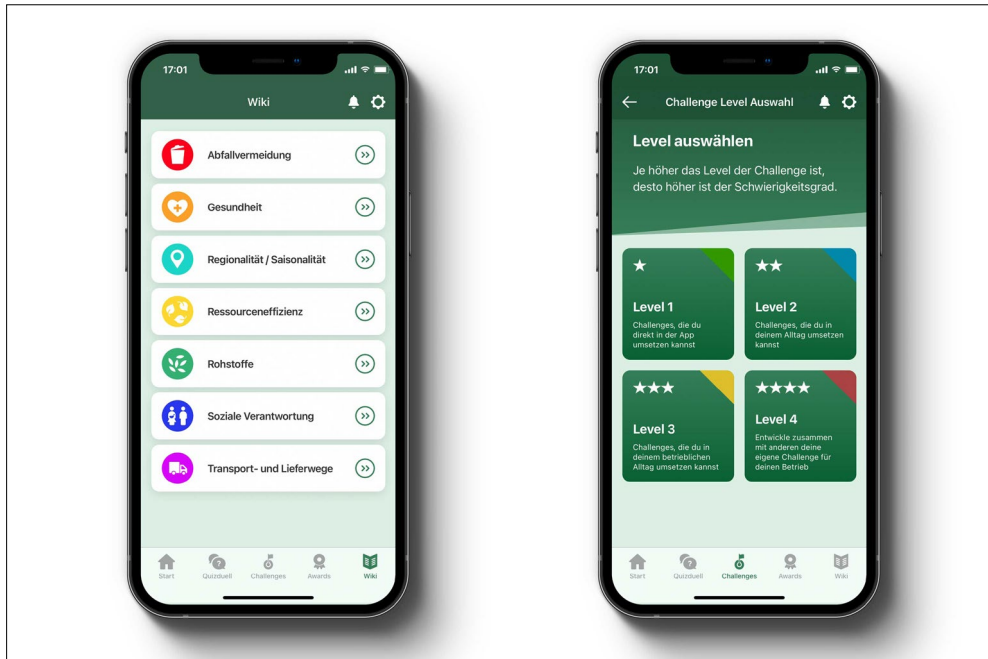 17:01
Wiki
Abfallvermeidung
Gesundheit
Regionalität / Saisonalität
Ressourceneffizienz
Rohstoffe
Soziale Verantwortung
Transport- und Lieferwege
Start
Quizduell
Challenges
Awards
Wiki
17:01
Challenge Level Auswahl
Level auswählen
Je höher das Level der Challenge ist,
desto höher ist der Schwierigkeitsgrad.
Level 1
Challenges, die du
direkt in der App
umsetzen kannst
Level 2
Challenges, die du in
deinem Alltag umsetzen
kannst
Level 3
Challenges, die du in
deinem betrieblichen
Alltag umsetzen kannst
Level 4
Entwickle zusammen
mit anderen deine
eigene Challenge für
deinen Betrieb
Start
Quizduell
Challenges
Awards
Wiki